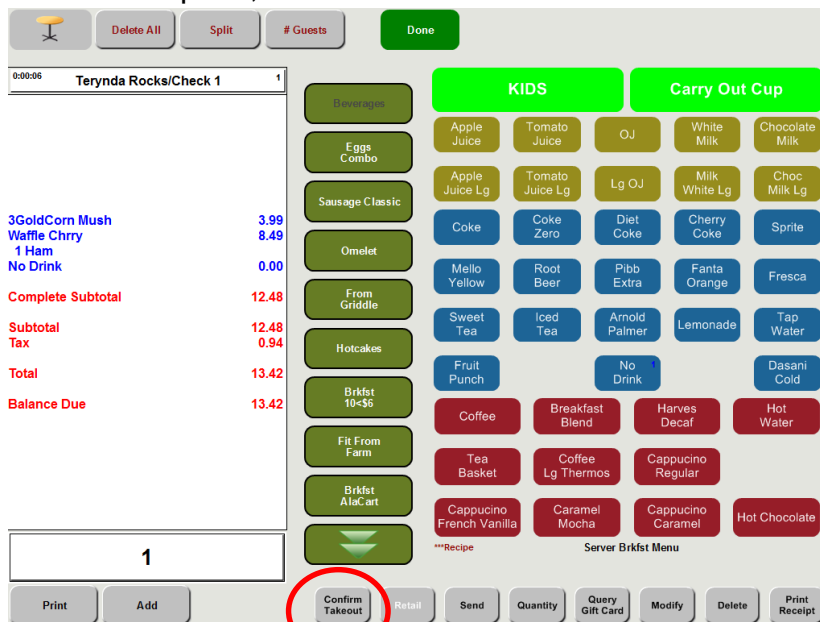 Delete All
Split
# Guests
Done
0:00:06
Terynda Rocks/Check 1
1
3GoldCorn Mush 3.99
Waffle Chrry 8.49
1 Ham
No Drink 0.00
Complete Subtotal 12.48
Subtotal 12.48
Tax 0.94
Total 13.42
Balance Due 13.42
1
Print
Add
Beverages
Eggs
Combo
Sausage Classic
Omelet
From
Griddle
Hotcakes
Brkfst
10<$6
Fit From
Farm
Brkfst
AlaCart
KIDS
Carry Out Cup
Apple
Juice
Tomato
Juice
OJ
White
Milk
Chocolate
Milk
Apple
Juice Lg
Tomato
Juice Lg
Lg OJ
Milk
White Lg
Choc
Milk Lg
Coke
Coke
Zero
Diet
Coke
Cherry
Coke
Sprite
Mello
Yellow
Root
Beer
Pibb
Extra
Fanta
Orange
Fresca
Sweet
Tea
Iced
Tea
Arnold
Palmer
Lemonade
Tap
Water
Fruit
Punch
No
Drink
1
Dasani
Cold
Coffee
Breakfast
Blend
Harves
Decaf
Hot
Water
Tea
Basket
Coffee
Lg Thermos
Cappucino
Regular
Cappucino
French Vanilla
Caramel
Mocha
Cappucino
Caramel
Hot Chocolate
***Recipe
Server Brkfst Menu
Confirm
Takeout
Retail
Send
Quantity
Query
Gift Card
Modify
Delete
Print
Receipt